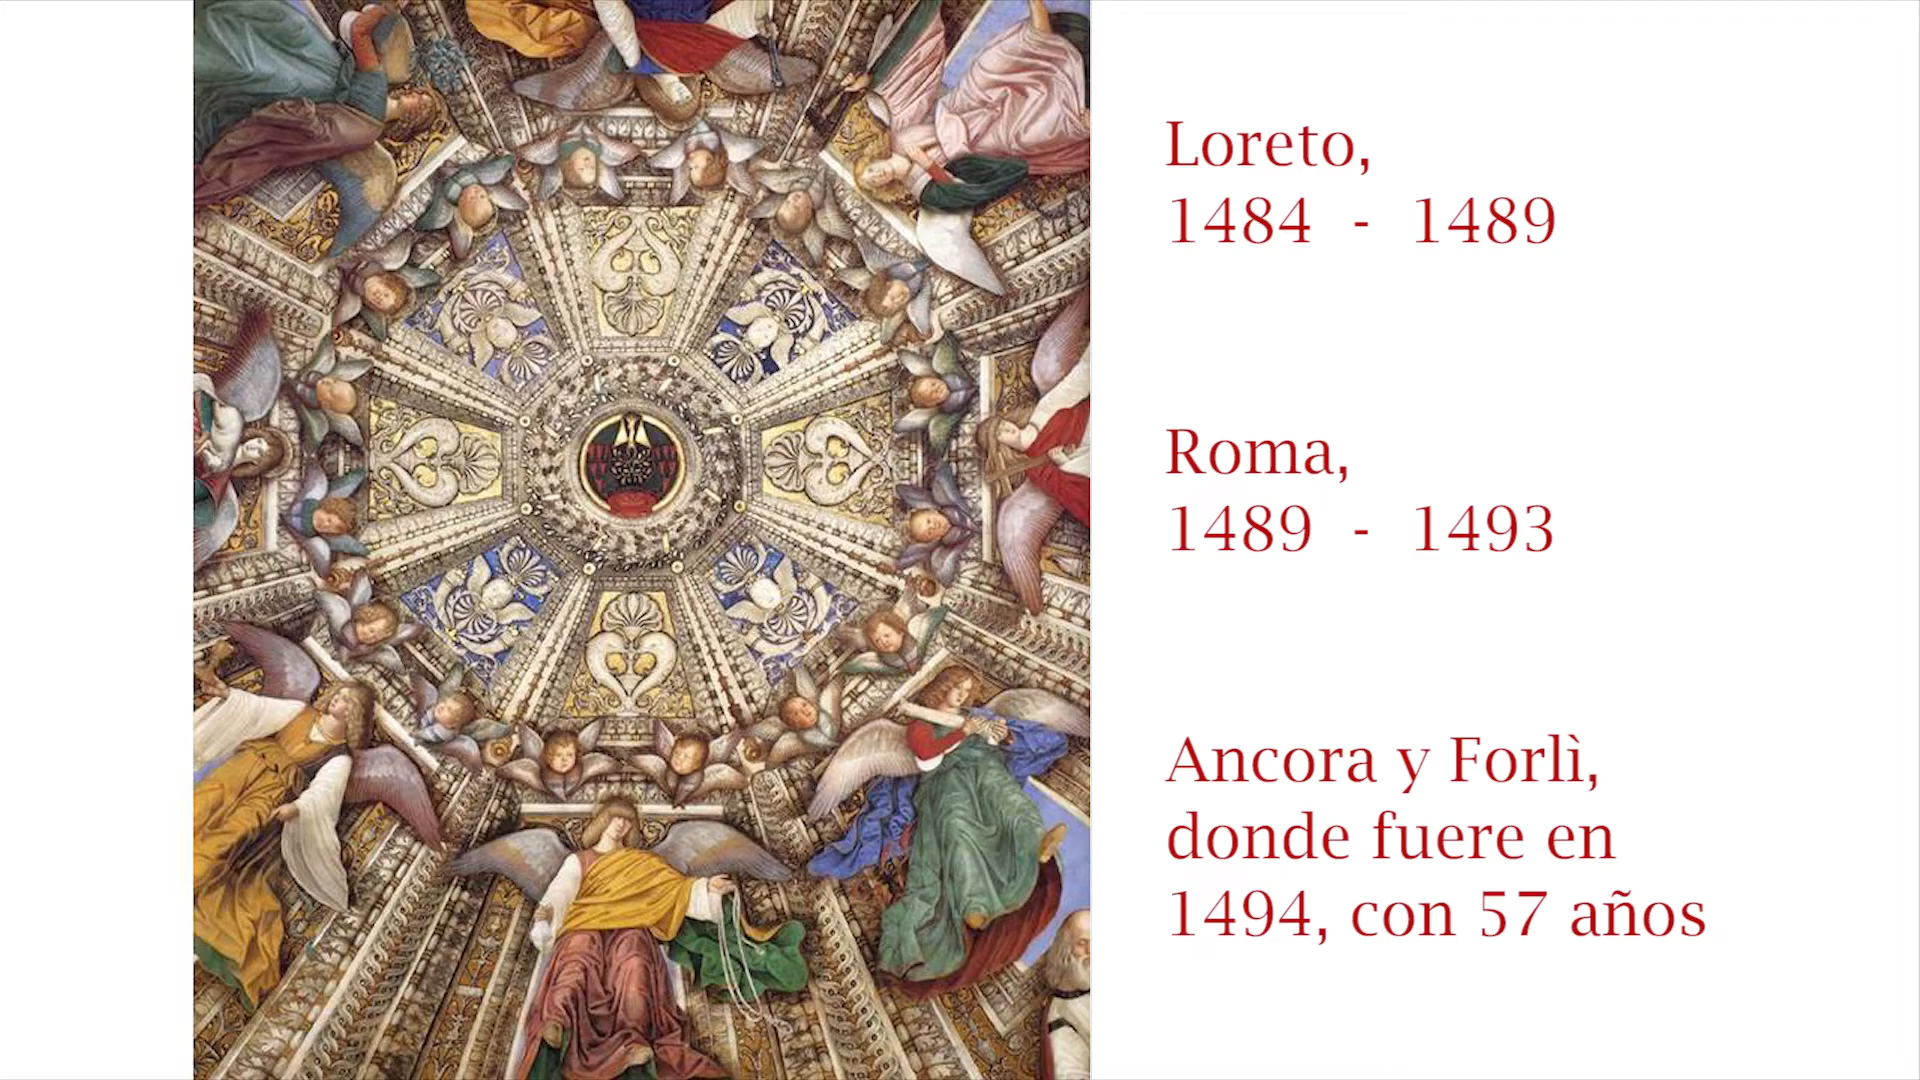 Loreto,
1484 - 1489
Roma,
1489 - 1493
Ancora y Forlì,
donde fuere en
1494, con 57 años